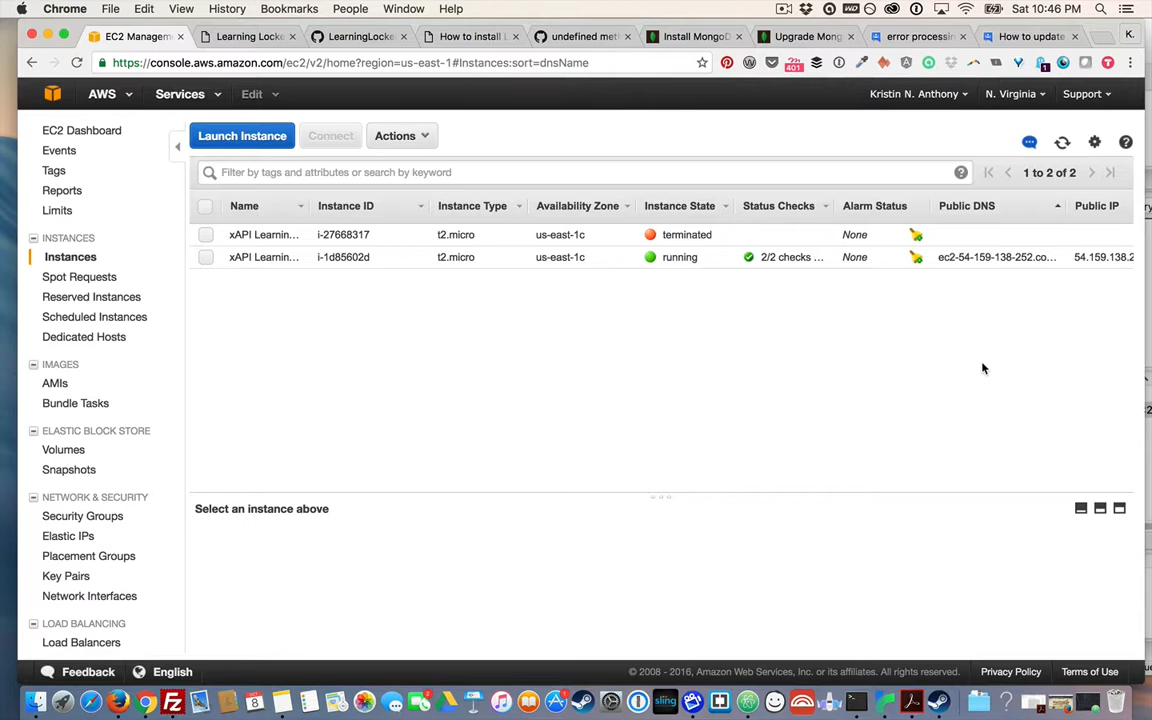 Chrome File Edit View History Bookmarks People Window Help Sat 10:46 PM
EC2 Managem Learning Locke LearningLocke How to install L undefined meth Install MongoD Upgrade Mong error processin How to update K.
https://console.aws.amazon.com/ec2/v2/home?region=us-east-1#Instances:sort=dnsName
401
1
AWS Services Edit Kristin N. Anthony N. Virginia Support
EC2 Dashboard
Events
Tags
Reports
Limits
INSTANCES
Instances
Spot Requests
Reserved Instances
Scheduled Instances
Dedicated Hosts
IMAGES
AMIs
Bundle Tasks
ELASTIC BLOCK STORE
Volumes
Snapshots
NETWORK & SECURITY
Security Groups
Elastic IPs
Placement Groups
Key Pairs
Network Interfaces
LOAD BALANCING
Load Balancers
Launch Instance Connect Actions
Filter by tags and attributes or search by keyword 1 to 2 of 2
Name Instance ID Instance Type Availability Zone Instance State Status Checks Alarm Status Public DNS Public IP
xAPI Learnin... i-27668317 t2.micro us-east-1c terminated None
xAPI Learnin... i-1d85602d t2.micro us-east-1c running 2/2 checks ... None ec2-54-159-138-252.co... 54.159.138.2
Select an instance above
Feedback English © 2008 - 2016, Amazon Web Services, Inc. or its affiliates. All rights reserved. Privacy Policy Terms of Use
sling